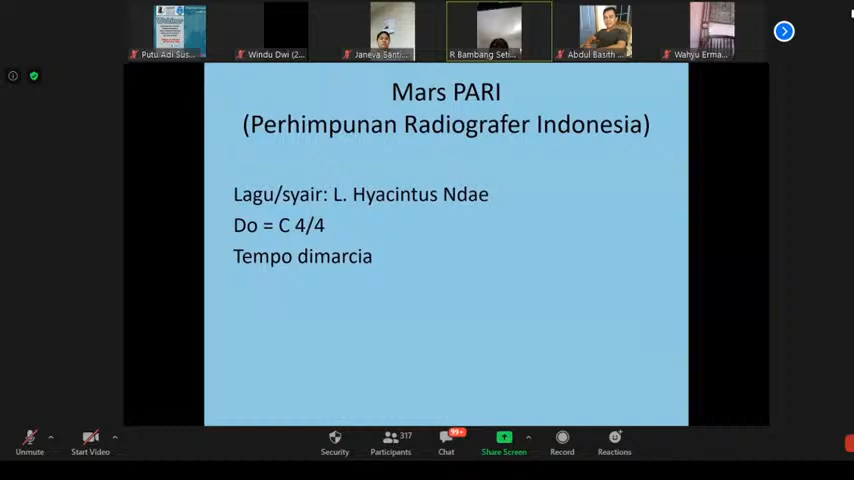 Webinar
Putu Adi Sus...
Windu Dwi (2...
Janeva Santi...
R Bambang Seti...
Abdul Basith ...
Wahyu Erma...
Mars PARI
(Perhimpunan Radiografer Indonesia)
Lagu/syair: L. Hyacintus Ndae
Do = C 4/4
Tempo dimarcia
317
99+
Unmute
Start Video
Security
Participants
Chat
Share Screen
Record
Reactions